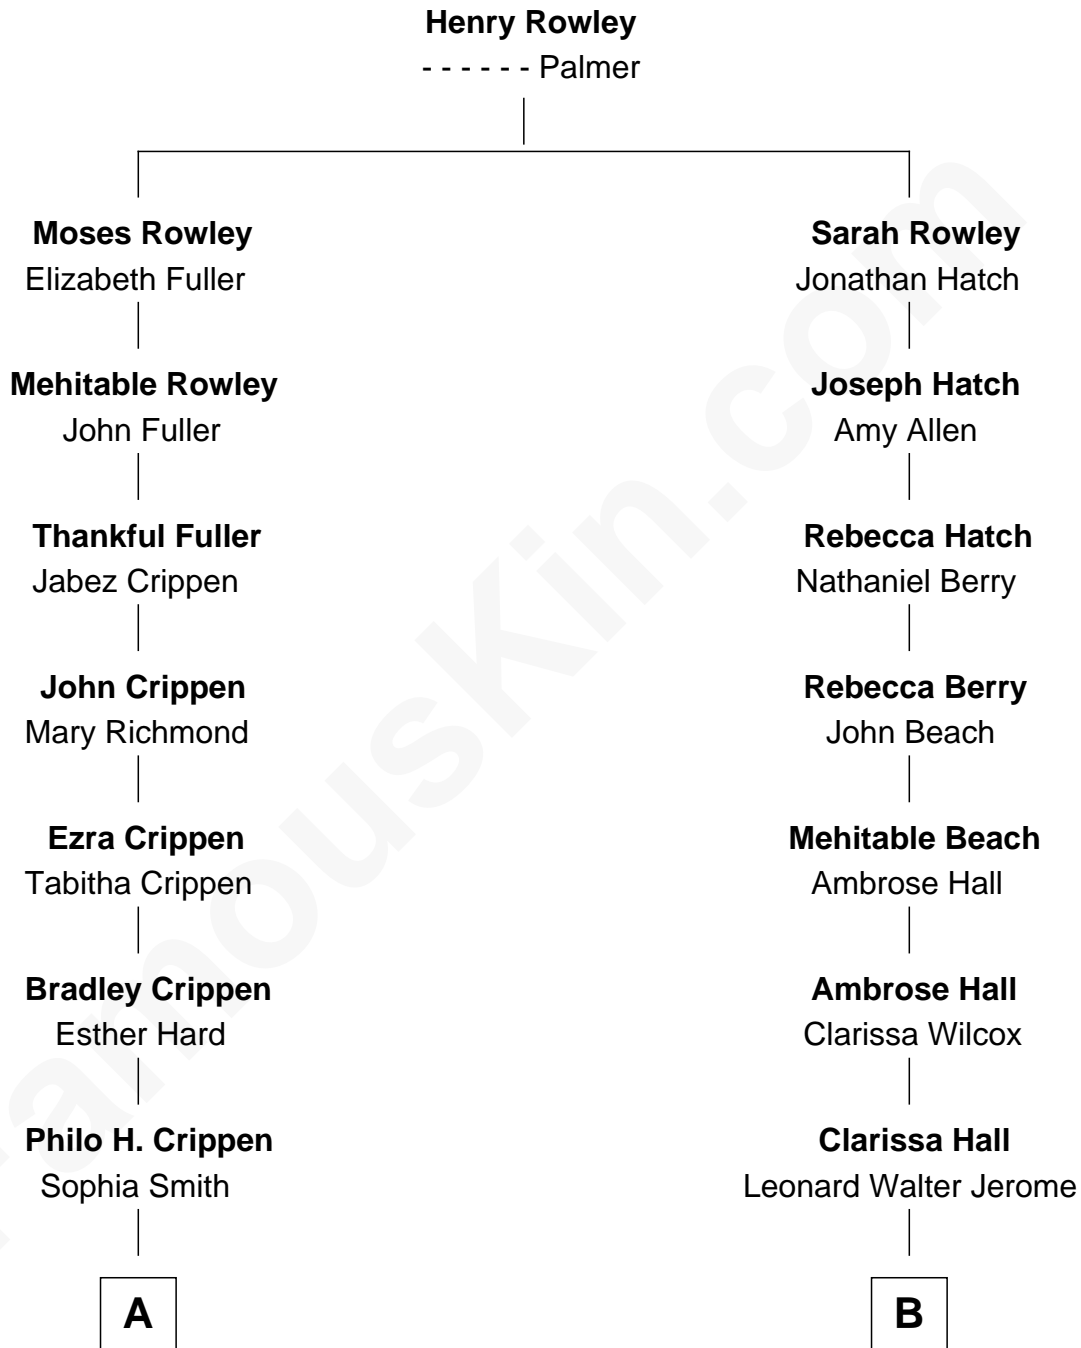 Henry Rowley
- - - - - - Palmer
Moses Rowley
Elizabeth Fuller
Sarah Rowley
Jonathan Hatch
Mehitable Rowley
John Fuller
Joseph Hatch
Amy Allen
Thankful Fuller
Jabez Crippen
Rebecca Hatch
Nathaniel Berry
John Crippen
Mary Richmond
Rebecca Berry
John Beach
Ezra Crippen
Tabitha Crippen
Mehitable Beach
Ambrose Hall
Bradley Crippen
Esther Hard
Ambrose Hall
Clarissa Wilcox
Philo H. Crippen
Sophia Smith
Clarissa Hall
Leonard Walter Jerome
A
B
FamousKin.com